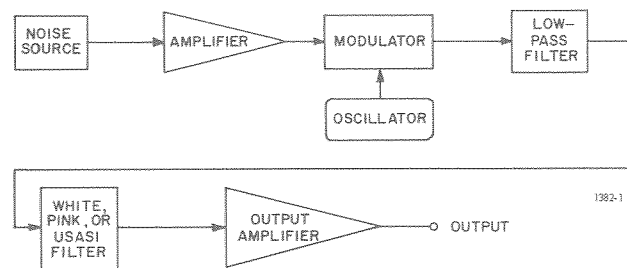 NOISE
SOURCE
AMPLIFIER
MODULATOR
LOW-
PASS
FILTER
OSCILLATOR
1382-1
WHITE,
PINK, OR
USASI
FILTER
OUTPUT
AMPLIFIER
OUTPUT